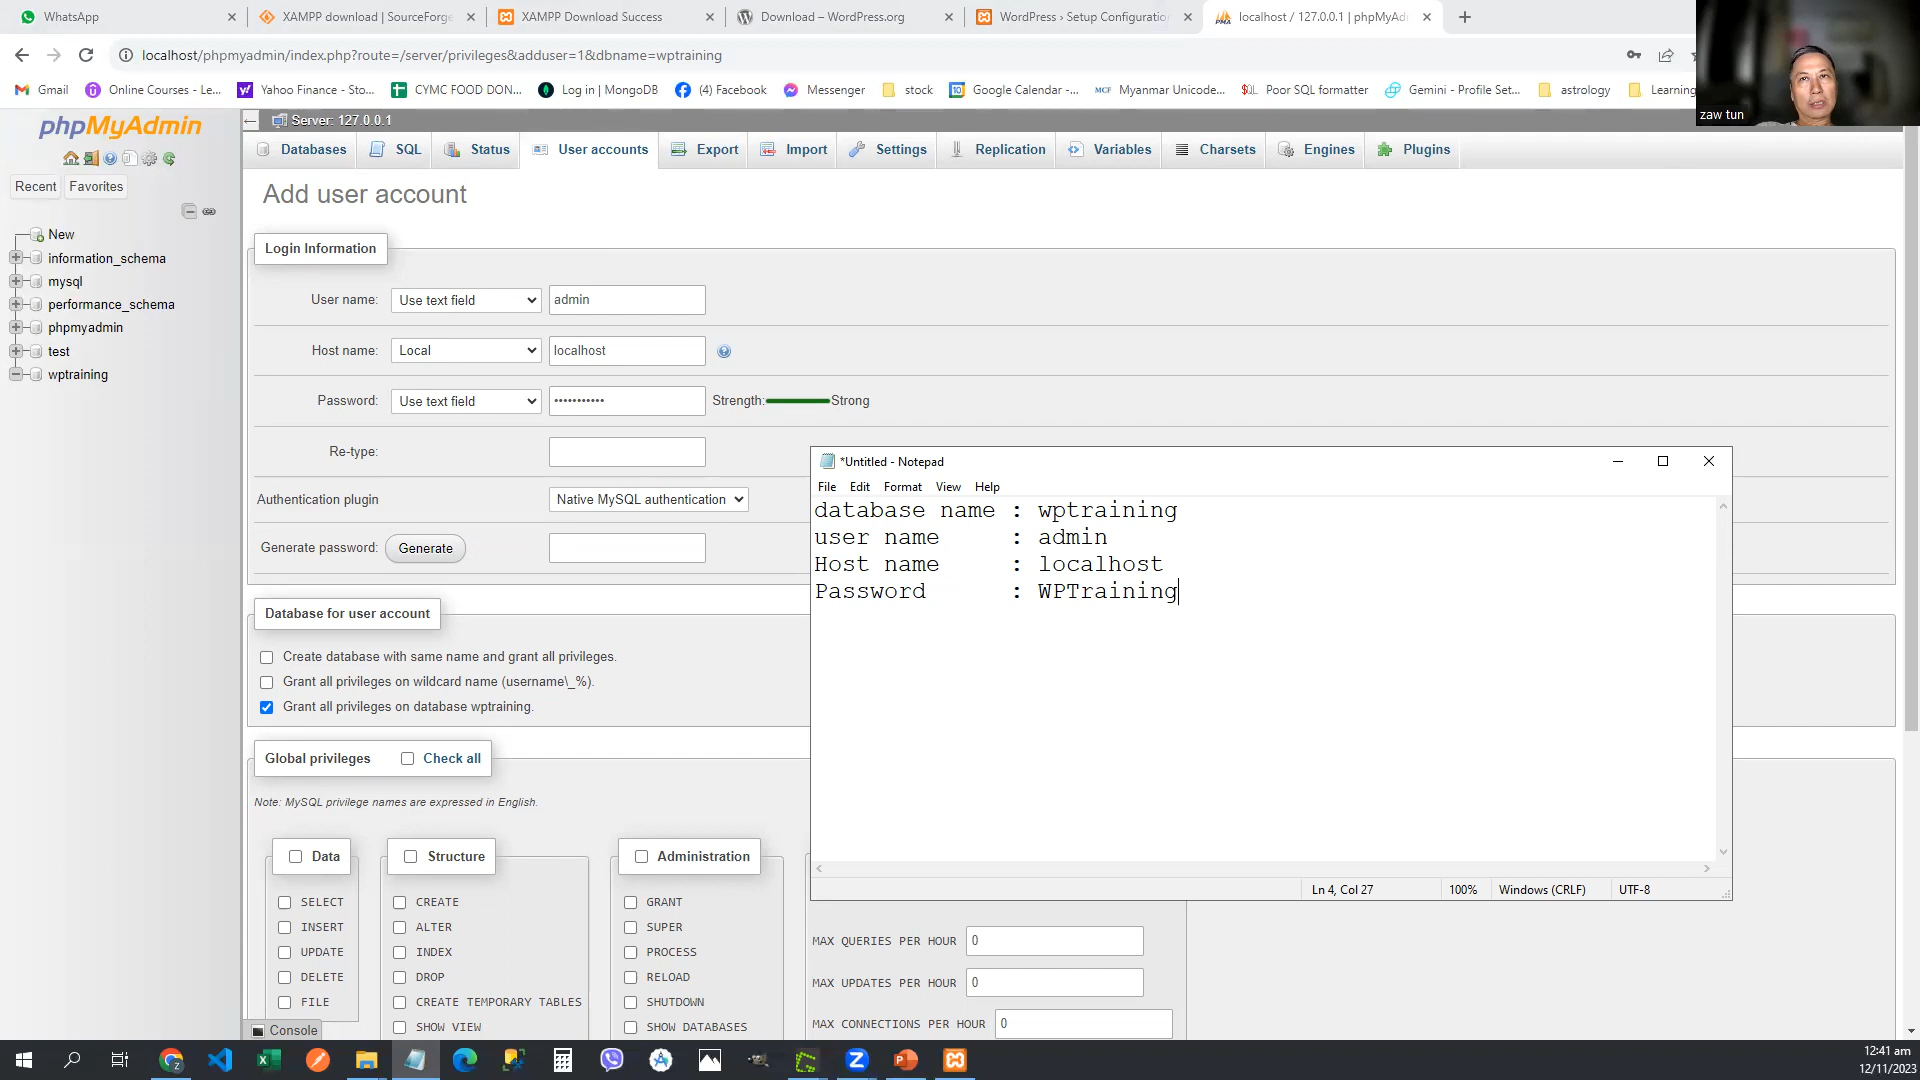 WhatsApp
XAMPP download | SourceForge
XAMPP Download Success
Download – WordPress.org
WordPress › Setup Configuration
localhost / 127.0.0.1 | phpMyAdm
localhost/phpmyadmin/index.php?route=/server/privileges&adduser=1&dbname=wptraining
Gmail
Online Courses - Le...
Yahoo Finance - Sto...
CYMC FOOD DON...
Log in | MongoDB
(4) Facebook
Messenger
stock
Google Calendar -...
MCF
Myanmar Unicode...
Poor SQL formatter
Gemini - Profile Set...
astrology
Learning
zaw tun
phpMyAdmin
Server: 127.0.0.1
Databases
SQL
Status
User accounts
Export
Import
Settings
Replication
Variables
Charsets
Engines
Plugins
Recent
Favorites
New
information_schema
mysql
performance_schema
phpmyadmin
test
wptraining
Add user account
Login Information
User name: Use text field admin
Host name: Local localhost
Password: Use text field ••••••••••• Strength: Strong
Re-type:
Authentication plugin Native MySQL authentication
Generate password: Generate
Database for user account
Create database with same name and grant all privileges.
Grant all privileges on wildcard name (username\_%).
Grant all privileges on database wptraining.
Global privileges Check all
Note: MySQL privilege names are expressed in English.
Data
SELECT
INSERT
UPDATE
DELETE
FILE
Structure
CREATE
ALTER
INDEX
DROP
CREATE TEMPORARY TABLES
SHOW VIEW
Administration
GRANT
SUPER
PROCESS
RELOAD
SHUTDOWN
SHOW DATABASES
MAX QUERIES PER HOUR 0
MAX UPDATES PER HOUR 0
MAX CONNECTIONS PER HOUR 0
Console
*Untitled - Notepad
File Edit Format View Help
database name : wptraining
user name : admin
Host name : localhost
Password : WPTraining
Ln 4, Col 27
100%
Windows (CRLF)
UTF-8
12:41 am
12/11/2023